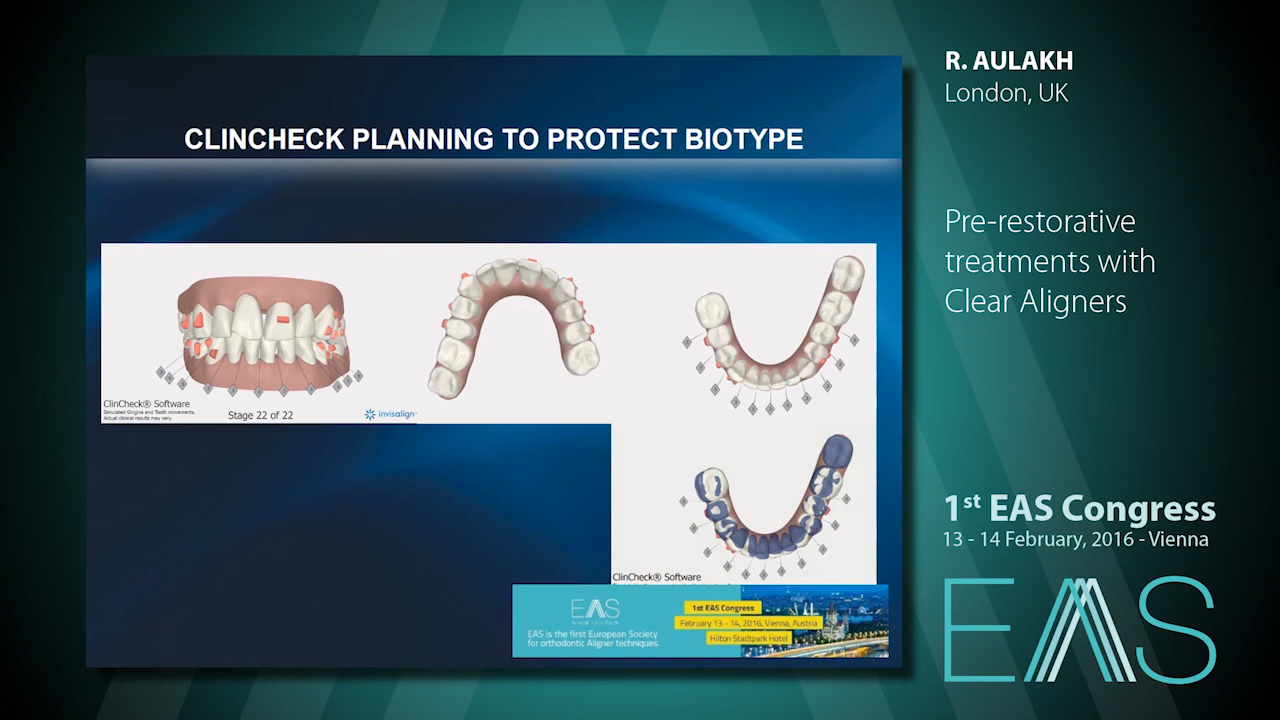 CLINCHECK PLANNING TO PROTECT BIOTYPE
ClinCheck® Software
Simulated Gingiva and Teeth movements.
Actual clinical results may vary.
Stage 22 of 22
invisalign
ClinCheck® Software
EAS
EAS is the first European Society
for orthodontic Aligner techniques.
1st EAS Congress
February 13 - 14, 2016, Vienna, Austria
Hilton Stadtpark Hotel
R. AULAKH
London, UK
Pre-restorative
treatments with
Clear Aligners
1st EAS Congress
13 - 14 February, 2016 - Vienna
EAS